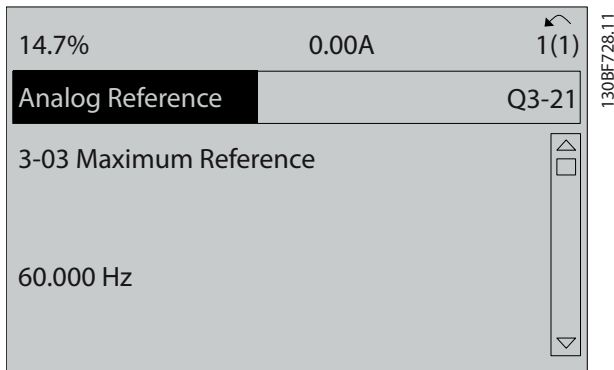 14.7% 0.00A 1(1)
Analog Reference Q3-21
3-03 Maximum Reference
60.000 Hz
130BF728.11